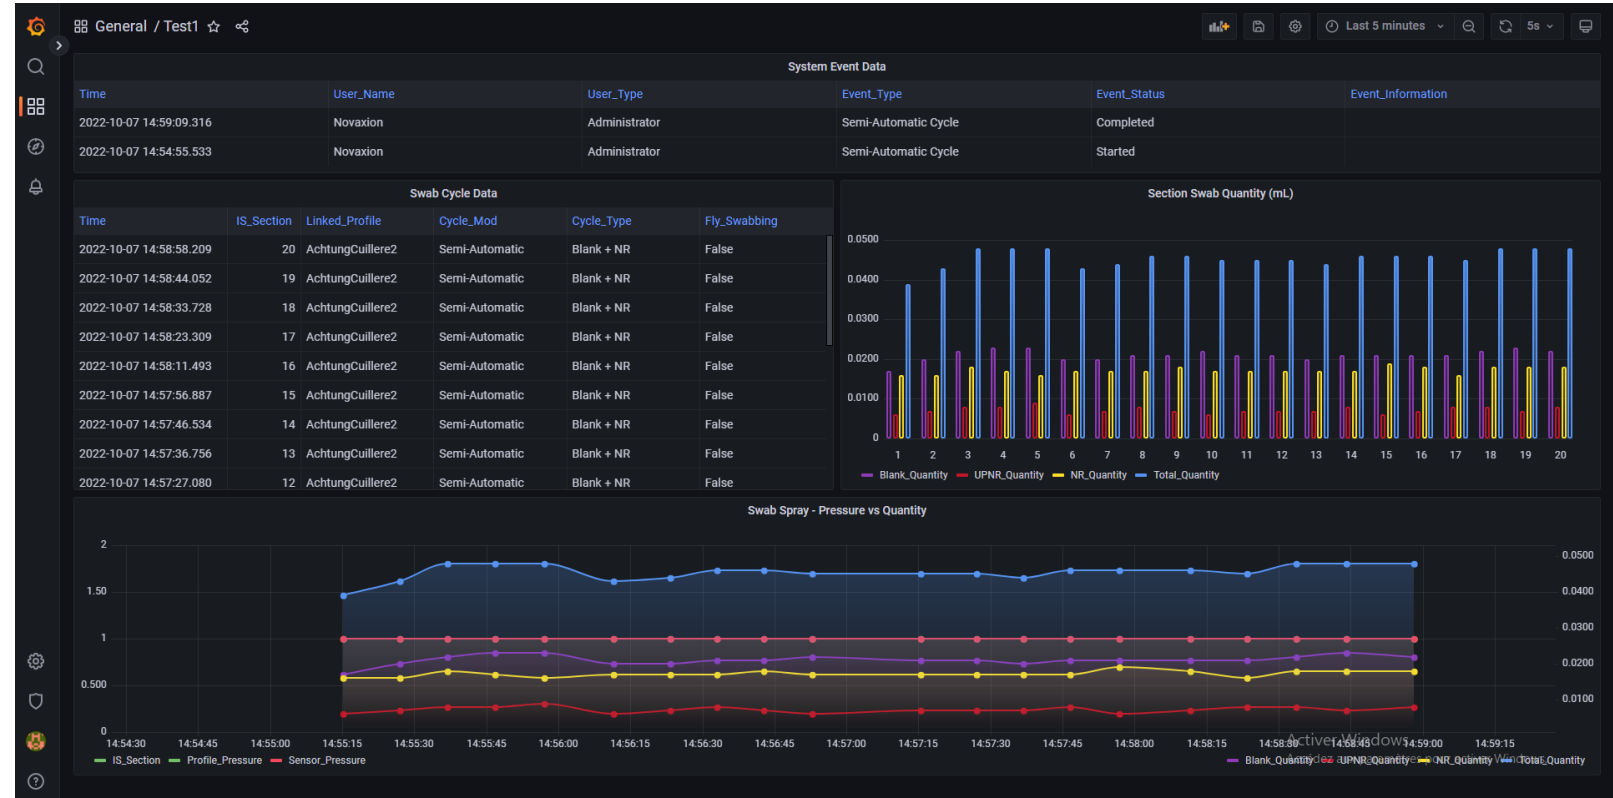 General / Test1
Last 5 minutes
5s
System Event Data
Time User_Name User_Type Event_Type Event_Status Event_Information
2022-10-07 14:59:09.316 Novaxion Administrator Semi-Automatic Cycle Completed
2022-10-07 14:54:55.533 Novaxion Administrator Semi-Automatic Cycle Started
Swab Cycle Data
Time IS_Section Linked_Profile Cycle_Mod Cycle_Type Fly_Swabbing
2022-10-07 14:58:58.209 20 AchtungCuillere2 Semi-Automatic Blank + NR False
2022-10-07 14:58:44.052 19 AchtungCuillere2 Semi-Automatic Blank + NR False
2022-10-07 14:58:33.728 18 AchtungCuillere2 Semi-Automatic Blank + NR False
2022-10-07 14:58:23.309 17 AchtungCuillere2 Semi-Automatic Blank + NR False
2022-10-07 14:58:11.493 16 AchtungCuillere2 Semi-Automatic Blank + NR False
2022-10-07 14:57:56.887 15 AchtungCuillere2 Semi-Automatic Blank + NR False
2022-10-07 14:57:46.534 14 AchtungCuillere2 Semi-Automatic Blank + NR False
2022-10-07 14:57:36.756 13 AchtungCuillere2 Semi-Automatic Blank + NR False
2022-10-07 14:57:27.080 12 AchtungCuillere2 Semi-Automatic Blank + NR False
Section Swab Quantity (mL)
0.0500
0.0400
0.0300
0.0200
0.0100
0
1 2 3 4 5 6 7 8 9 10 11 12 13 14 15 16 17 18 19 20
Blank_Quantity UPNR_Quantity NR_Quantity Total_Quantity
Swab Spray - Pressure vs Quantity
2
1.50
1
0.500
0
0.0500
0.0400
0.0300
0.0200
0.0100
14:54:30 14:54:45 14:55:00 14:55:15 14:55:30 14:55:45 14:56:00 14:56:15 14:56:30 14:56:45 14:57:00 14:57:15 14:57:30 14:57:45 14:58:00 14:58:15 14:58:30 14:58:45 14:59:00 14:59:15
IS_Section Profile_Pressure Sensor_Pressure
Blank_Quantity UPNR_Quantity NR_Quantity Total_Quantity
Activer Windows